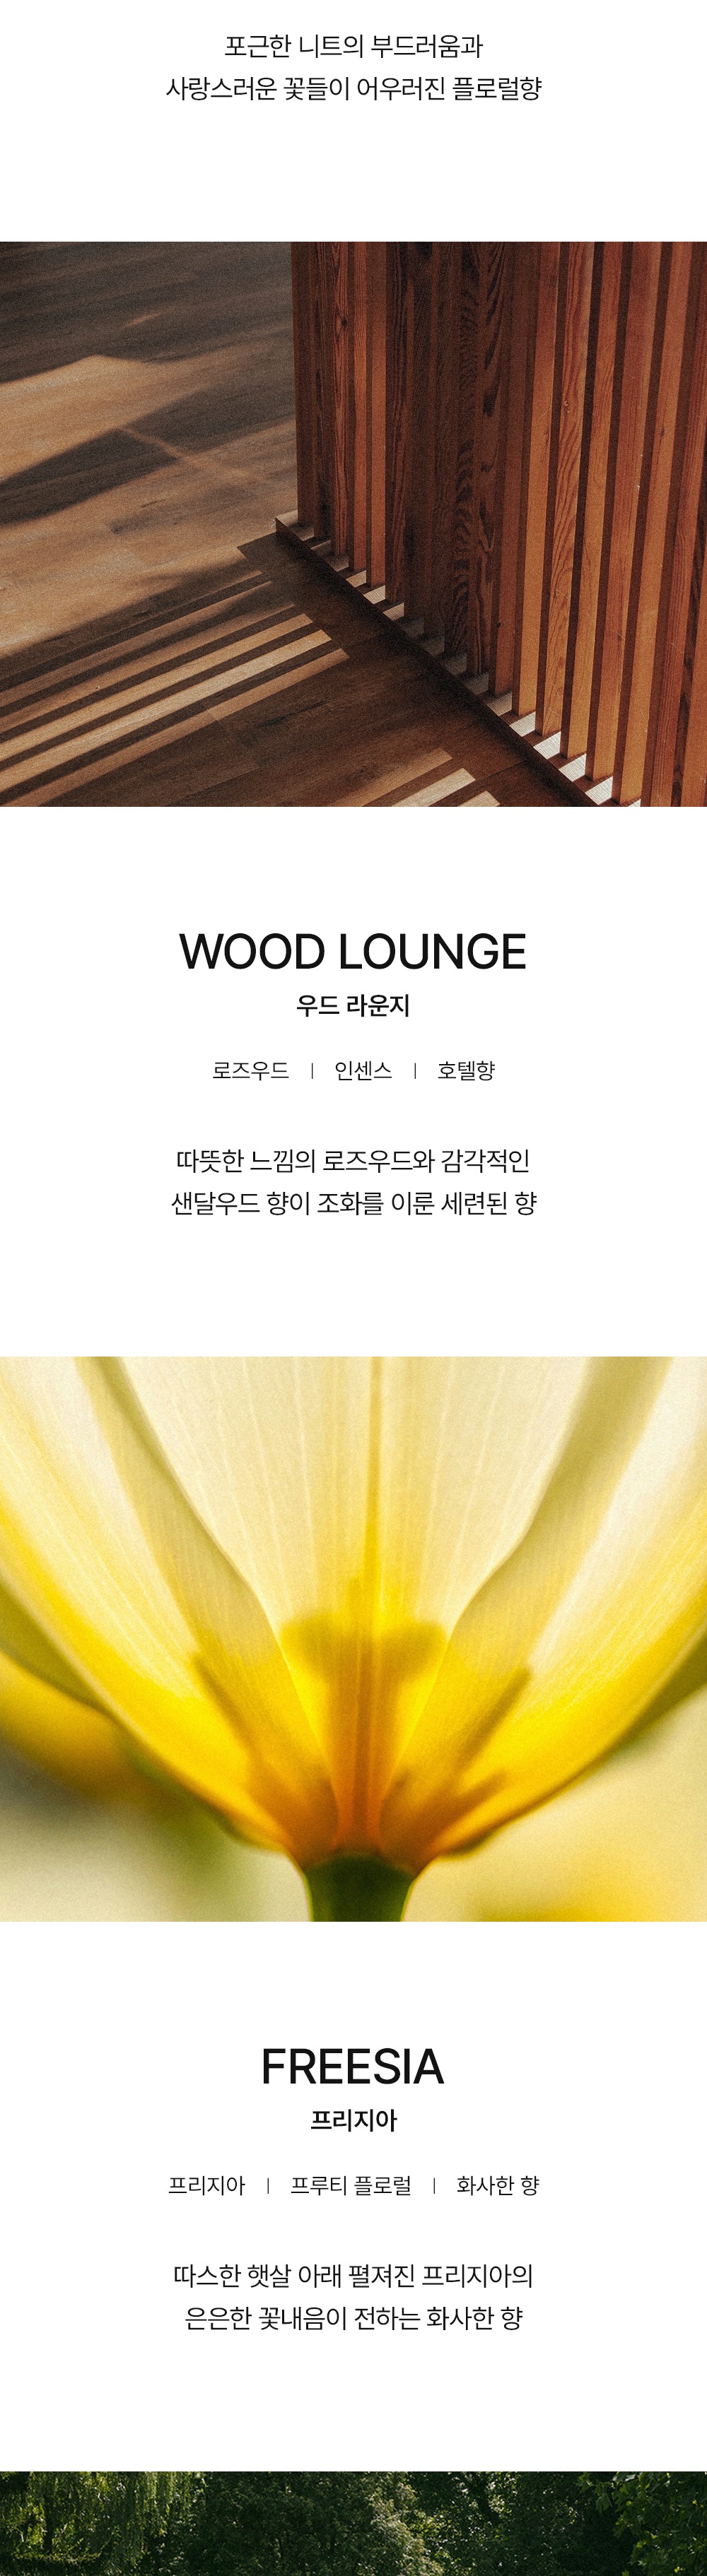 포근한 니트의 부드러움과
사랑스러운 꽃들이 어우러진 플로럴향
WOOD LOUNGE
우드 라운지
로즈우드 | 인센스 | 호텔향
따뜻한 느낌의 로즈우드와 감각적인
샌달우드 향이 조화를 이룬 세련된 향
FREESIA
프리지아
프리지아 | 프루티 플로럴 | 화사한 향
따스한 햇살 아래 펼져진 프리지아의
은은한 꽃내음이 전하는 화사한 향